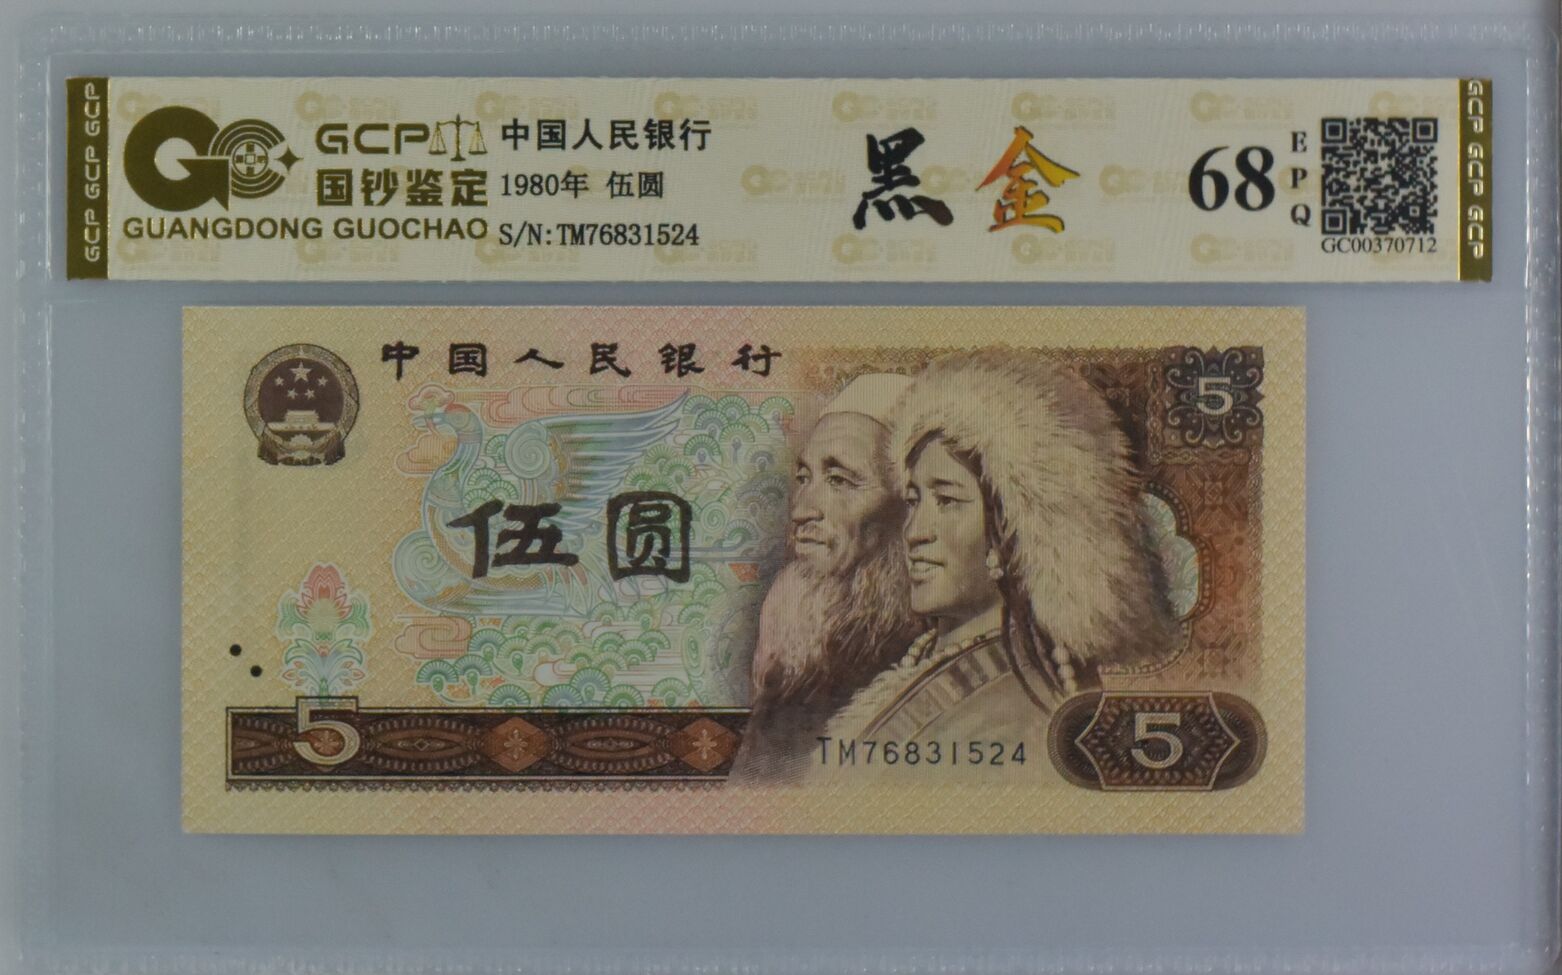 GCP GCP GCP
GCP
国钞鉴定
GUANGDONG GUOCHAO
中国人民银行
1980年 伍圆
S/N:TM76831524
黑金
68
EPQ
GC00370712
GCP GCP GCP
中国人民银行
5
伍圆
5
TM76831524
5